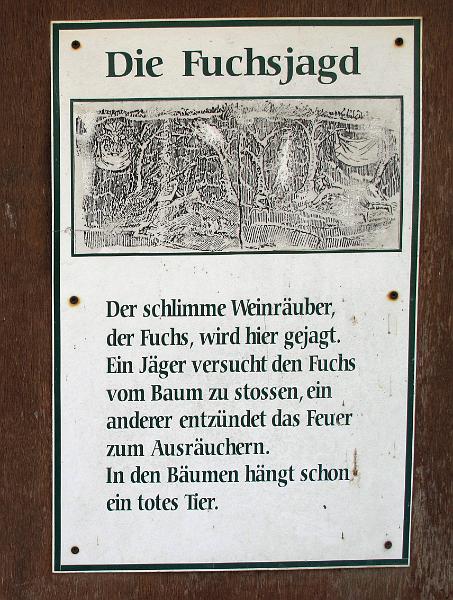 Die Fuchsjagd
Der schlimme Weinräuber,
der Fuchs, wird hier gejagt.
Ein Jäger versucht den Fuchs
vom Baum zu stossen, ein
anderer entzündet das Feuer
zum Ausräuchern.
In den Bäumen hängt schon
ein totes Tier.